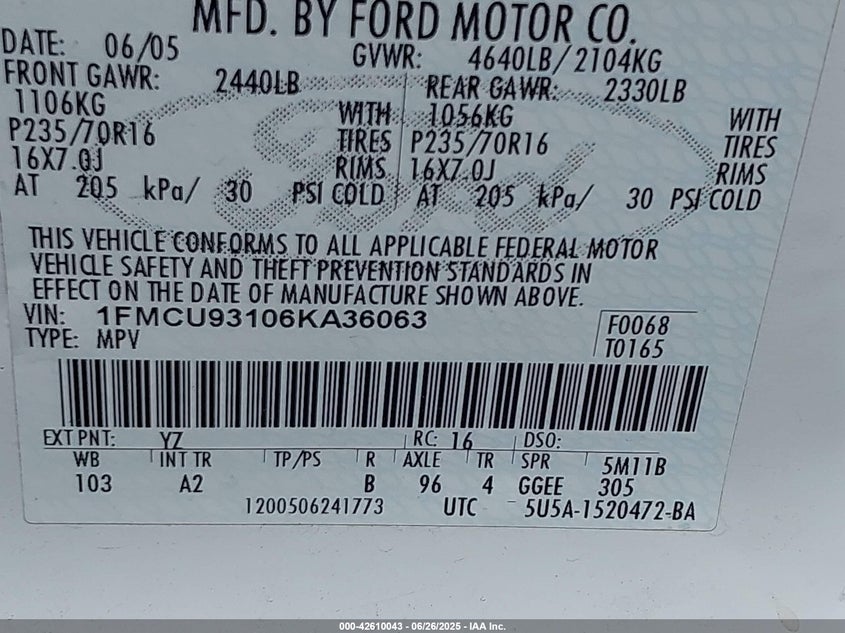 MFD. BY FORD MOTOR CO.
DATE: 06/05 GVWR: 4640LB/2104KG
FRONT GAWR: 2440LB REAR GAWR: 2330LB
1106KG WITH 1056KG WITH
P235/70R16 TIRES P235/70R16 TIRES
16X7.0J RIMS 16X7.0J RIMS
AT 205 kPa/ 30 PSI COLD AT 205 kPa/ 30 PSI COLD
THIS VEHICLE CONFORMS TO ALL APPLICABLE FEDERAL MOTOR
VEHICLE SAFETY AND THEFT PREVENTION STANDARDS IN
EFFECT ON THE DATE OF MANUFACTURE SHOWN ABOVE.
VIN: 1FMCU93106KA36063 F0068
TYPE: MPV T0165
EXT PNT: YZ RC: 16 DSO:
WB INT TR TP/PS R AXLE TR SPR 5M11B
103 A2 B 96 4 GGEE 305
1200506241773 UTC 5U5A-1520472-BA
Ford
000-42610043 - 06/26/2025 - IAA Inc.